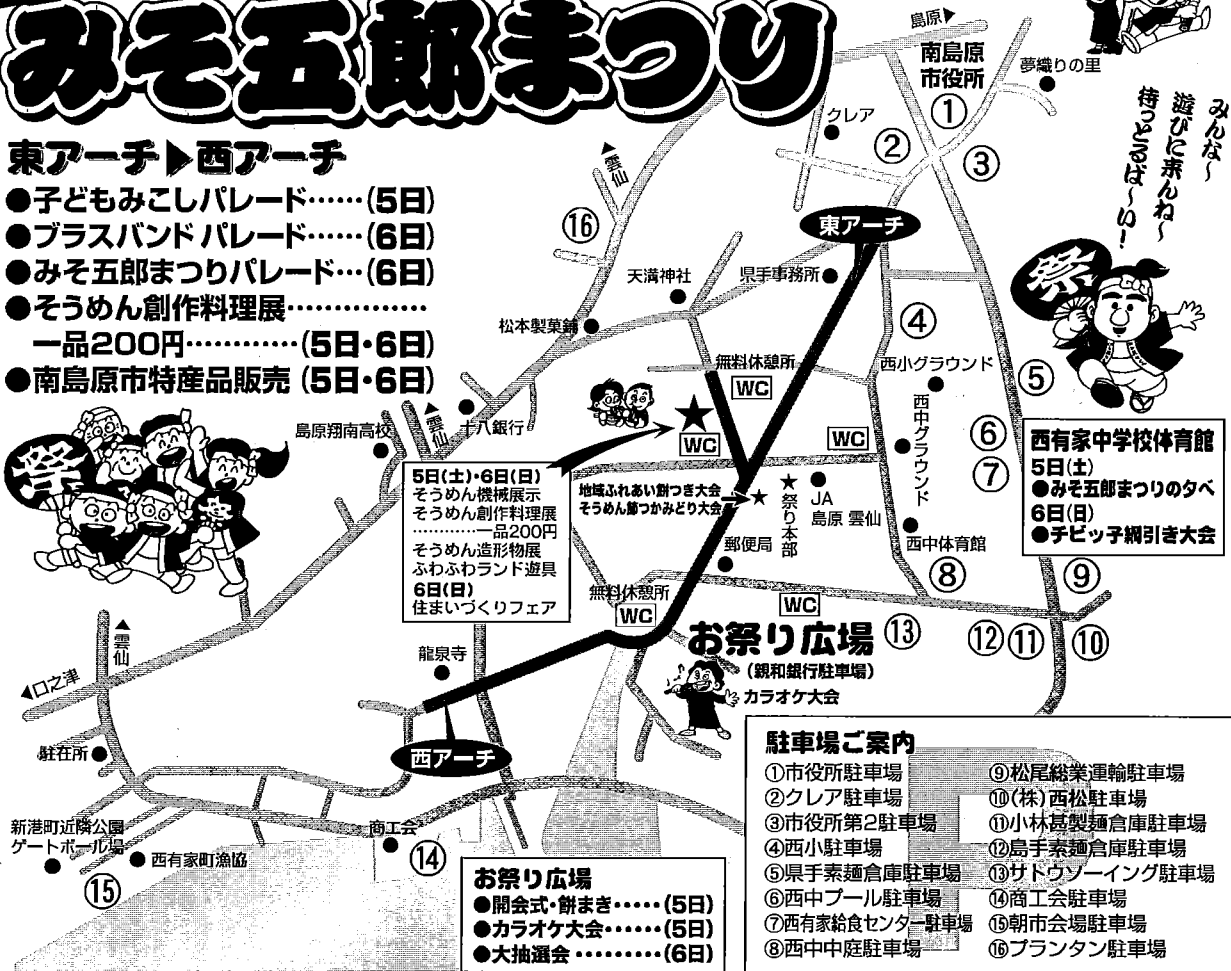 みそ五郎まつり
東アーチ▶西アーチ
●子どもみこしパレード……(5日)
●ブラスバンド パレード……(6日)
●みそ五郎まつりパレード…(6日)
●そうめん創作料理展……………
一品200円…………(5日・6日)
●南島原市特産品販売 (5日・6日)
みんな〜
遊びに来んね〜
待っとるば〜い!
祭
祭
島原▶
南島原
市役所
①
夢織りの里
クレア
②
③
▲雲仙
⑯
東アーチ
天満神社
県手事務所
松本製菓舗
④
無料休憩所
WC
西小グラウンド
⑤
西中グラウンド
⑥
⑦
島原翔南高校
▲雲仙
十八銀行
★
WC
WC
西有家中学校体育館
5日(土)
●みそ五郎まつりの夕べ
6日(日)
●チビッ子綱引き大会
5日(土)・6日(日)
そうめん機械展示
そうめん創作料理展
…………一品200円
そうめん造形物展
ふわふわランド遊具
6日(日)
住まいづくりフェア
地域ふれあい餅つき大会
そうめん節つかみどり大会
★
★祭り本部
JA
島原 雲仙
郵便局
西中体育館
⑧
⑨
無料休憩所
WC
WC
⑬
⑫
⑪
⑩
お祭り広場
(親和銀行駐車場)
カラオケ大会
▲雲仙
◀口之津
龍泉寺
西アーチ
駐在所
新港町近隣公園
ゲートボール場
⑮
西有家町漁協
商工会
⑭
お祭り広場
●開会式・餅まき……(5日)
●カラオケ大会……(5日)
●大抽選会………(6日)
駐車場ご案内
P
①市役所駐車場
②クレア駐車場
③市役所第2駐車場
④西小駐車場
⑤県手素麺倉庫駐車場
⑥西中プール駐車場
⑦西有家給食センター駐車場
⑧西中中庭駐車場
⑨松尾総業運輸駐車場
⑩(株)西松駐車場
⑪小林甚製麺倉庫駐車場
⑫島手素麺倉庫駐車場
⑬サトウソーイング駐車場
⑭商工会駐車場
⑮朝市会場駐車場
⑯プランタン駐車場